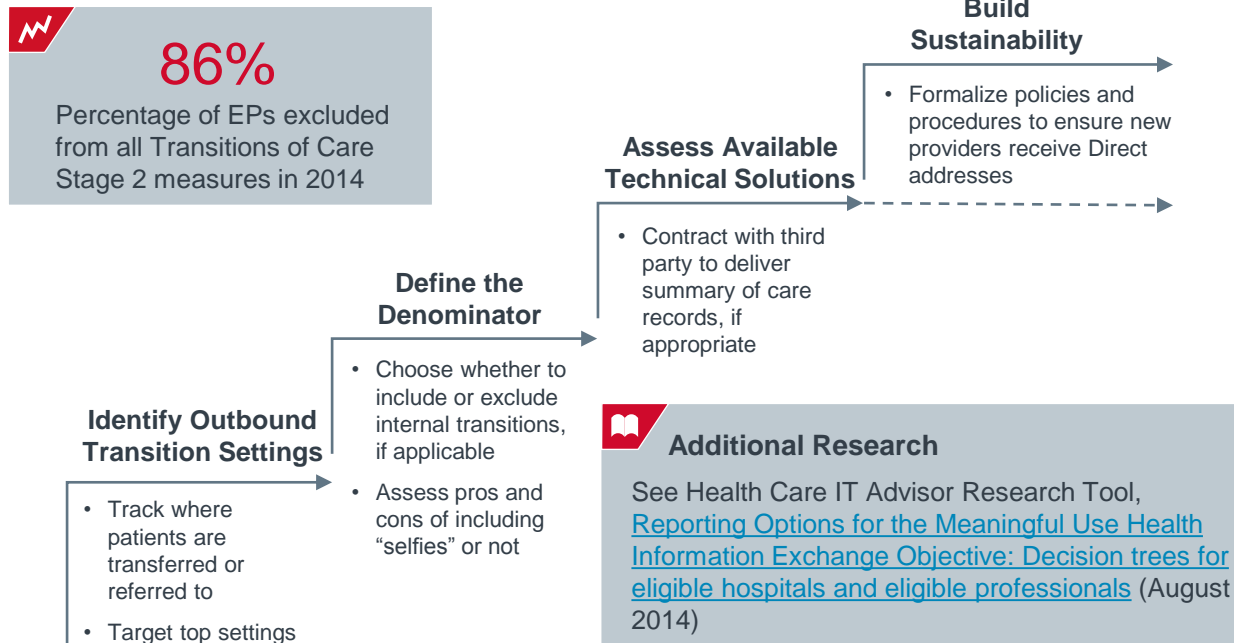 86%
Percentage of EPs excluded
from all Transitions of Care
Stage 2 measures in 2014
Identify Outbound
Transition Settings
• Track where
patients are
transferred or
referred to
• Target top settings
Define the
Denominator
• Choose whether to
include or exclude
internal transitions,
if applicable
• Assess pros and
cons of including
“selfies” or not
Assess Available
Technical Solutions
• Contract with third
party to deliver
summary of care
records, if
appropriate
Build
Sustainability
• Formalize policies and
procedures to ensure new
providers receive Direct
addresses
Additional Research
See Health Care IT Advisor Research Tool,
Reporting Options for the Meaningful Use Health
Information Exchange Objective: Decision trees for
eligible hospitals and eligible professionals (August
2014)